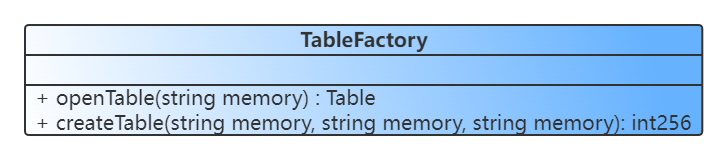 TableFactory
+ openTable(string memory) : Table
+ createTable(string memory, string memory, string memory): int256